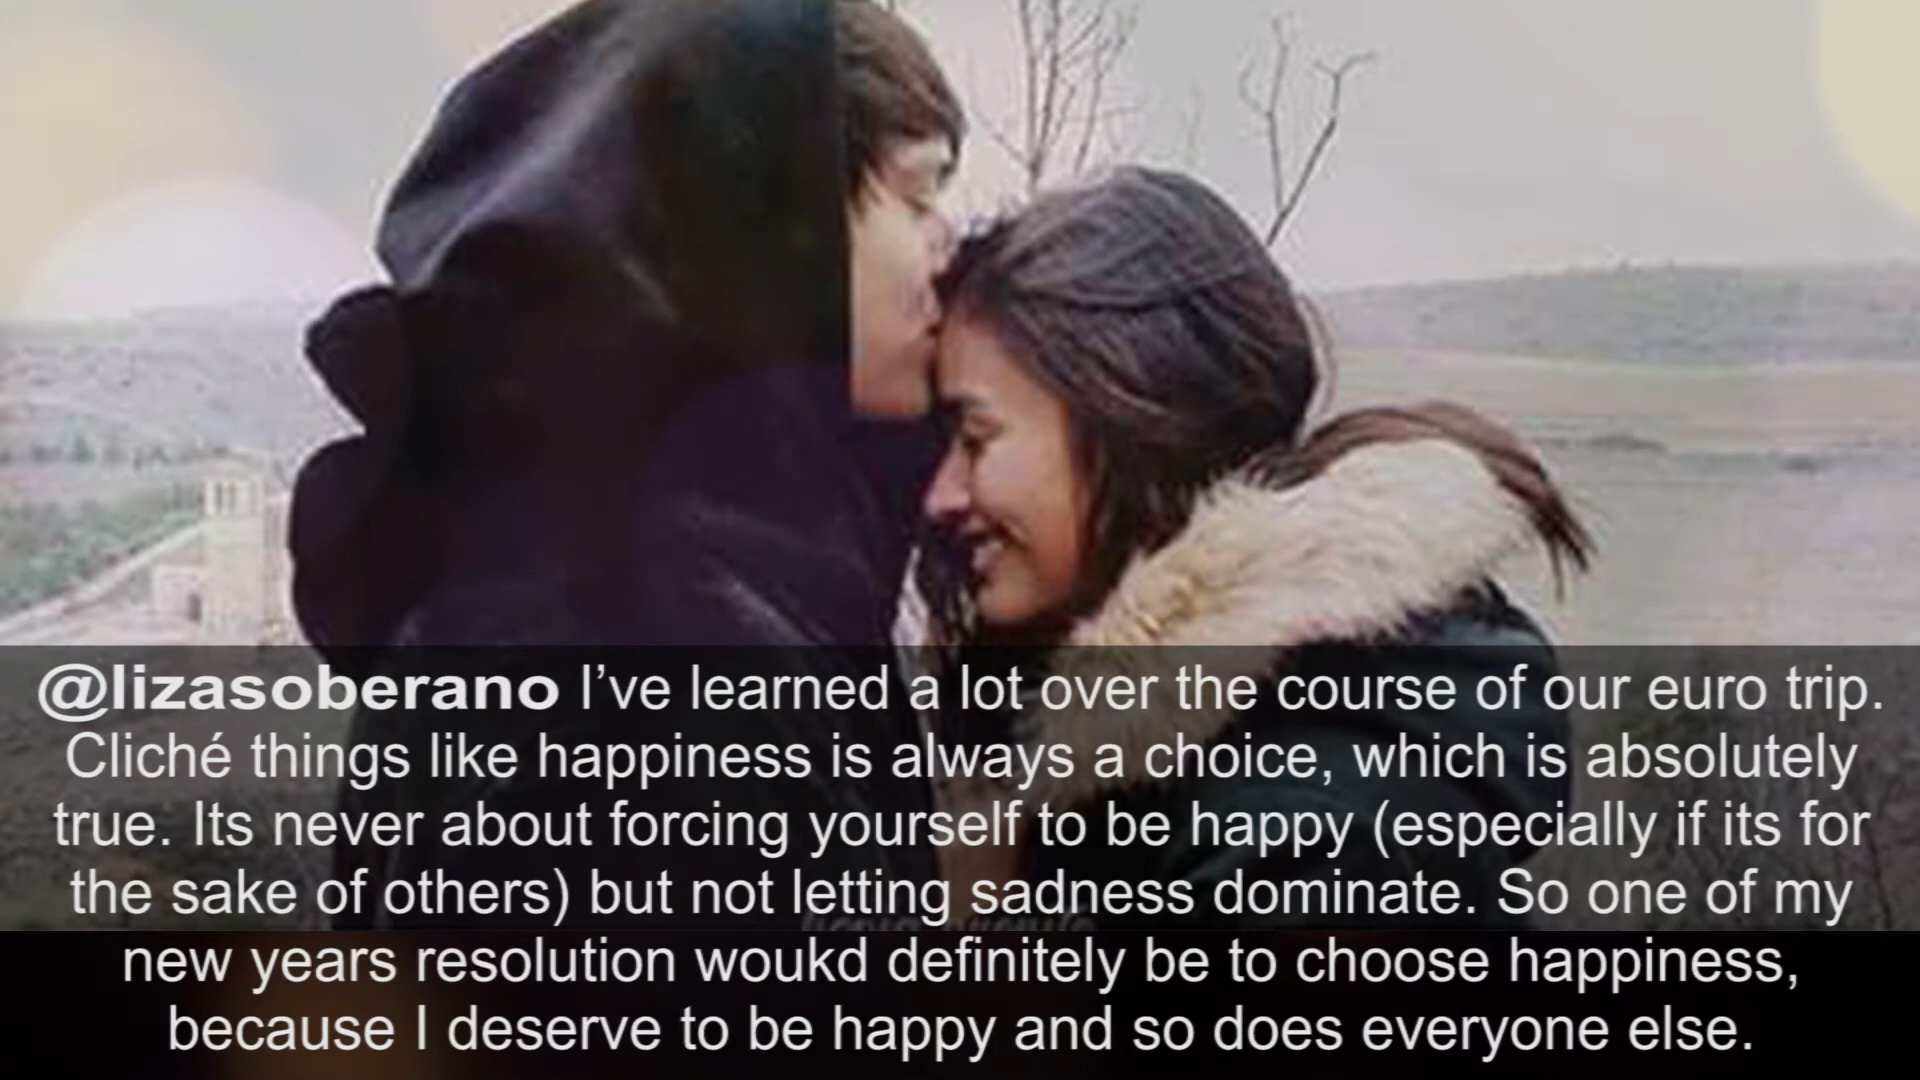 @lizasoberano I’ve learned a lot over the course of our euro trip.
Cliché things like happiness is always a choice, which is absolutely
true. Its never about forcing yourself to be happy (especially if its for
the sake of others) but not letting sadness dominate. So one of my
new years resolution woukd definitely be to choose happiness,
because I deserve to be happy and so does everyone else.